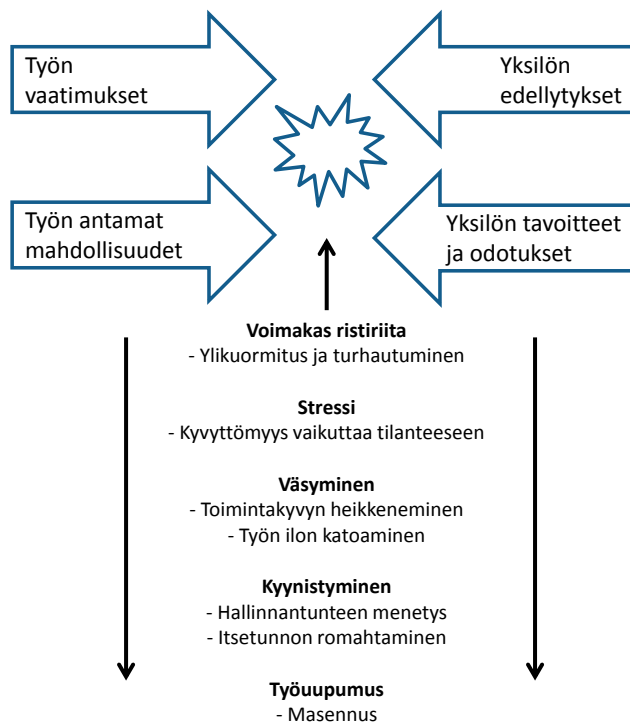 Työn
vaatimukset
Yksilön
edellytykset
Työn antamat
mahdollisuudet
Yksilön tavoitteet
ja odotukset
Voimakas ristiriita
- Ylikuormitus ja turhautuminen
Stressi
- Kyvyttömyys vaikuttaa tilanteeseen
Väsyminen
- Toimintakyvyn heikkeneminen
- Työn ilon katoaminen
Kyynistyminen
- Hallinnantunteen menetys
- Itsetunnon romahtaminen
Työuupumus
- Masennus